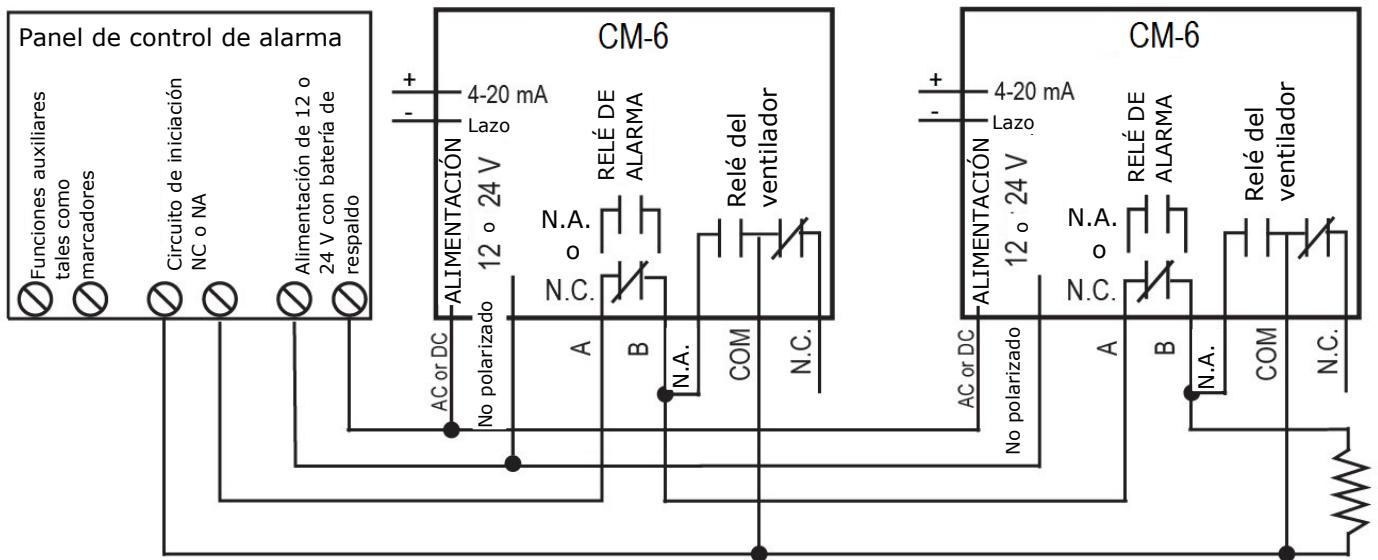 Panel de control de alarma
Funciones auxiliares
tales como
marcadores
Circuito de iniciación
NC o NA
Alimentación de 12 o
24 V con batería de
respaldo
CM-6
+
4-20 mA
-
Lazo
ALIMENTACIÓN
12 o 24 V
RELÉ DE
ALARMA
N.A.
o
N.C.
Relé del
ventilador
AC or DC
No polarizado
A
B
N.A.
COM
N.C.
CM-6
+
4-20 mA
-
Lazo
ALIMENTACIÓN
12 o 24 V
RELÉ DE
ALARMA
N.A.
o
N.C.
Relé del
ventilador
AC or DC
No polarizado
A
B
N.A.
COM
N.C.